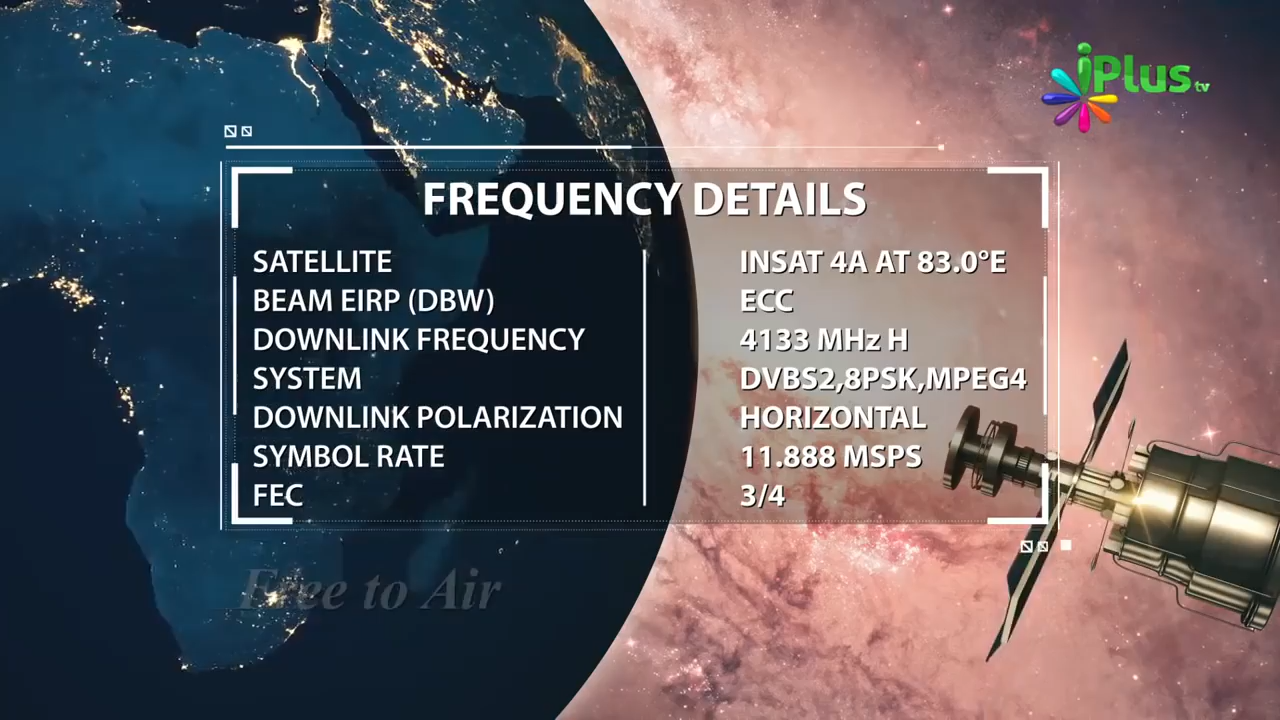 iPlus tv
FREQUENCY DETAILS
SATELLITE INSAT 4A AT 83.0°E
BEAM EIRP (DBW) ECC
DOWNLINK FREQUENCY 4133 MHz H
SYSTEM DVBS2,8PSK,MPEG4
DOWNLINK POLARIZATION HORIZONTAL
SYMBOL RATE 11.888 MSPS
FEC 3/4
Free to Air